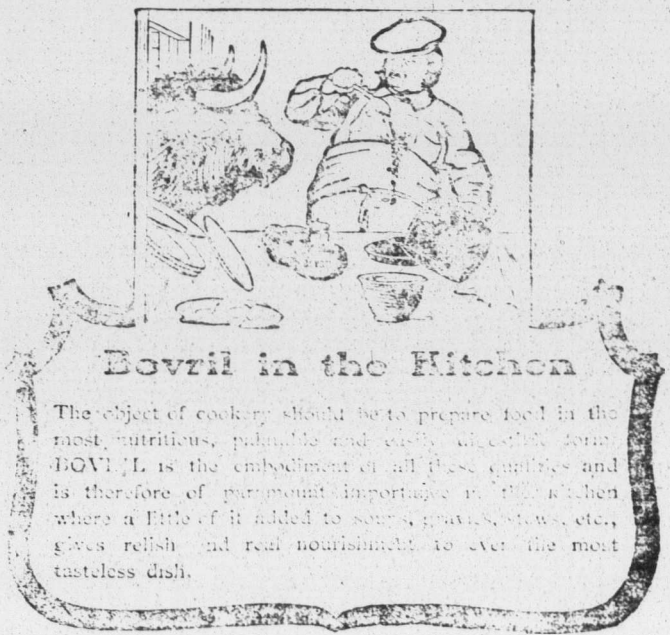 Bovril in the Kitchen
The object of cookery should be to prepare food in the
most nutritious, palatable and easily digestible form.
BOVRIL is the embodiment of all these qualities and
is therefore of paramount importance in the kitchen
where a little of it added to soups, gravies, stews, etc.,
gives relish and real nourishment to even the most
tasteless dish.